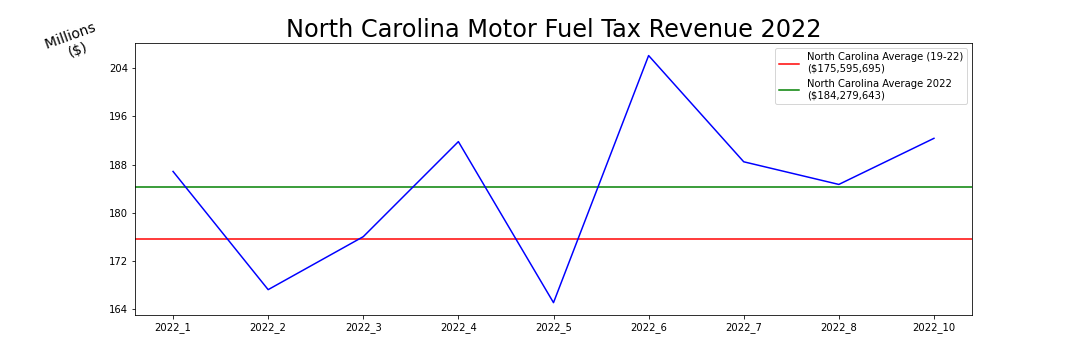 North Carolina Motor Fuel Tax Revenue 2022
Millions
($)
North Carolina Average (19-22)
($175,595,695)
North Carolina Average 2022
($184,279,643)
204
196
188
180
172
164
2022_1 2022_2 2022_3 2022_4 2022_5 2022_6 2022_7 2022_8 2022_10